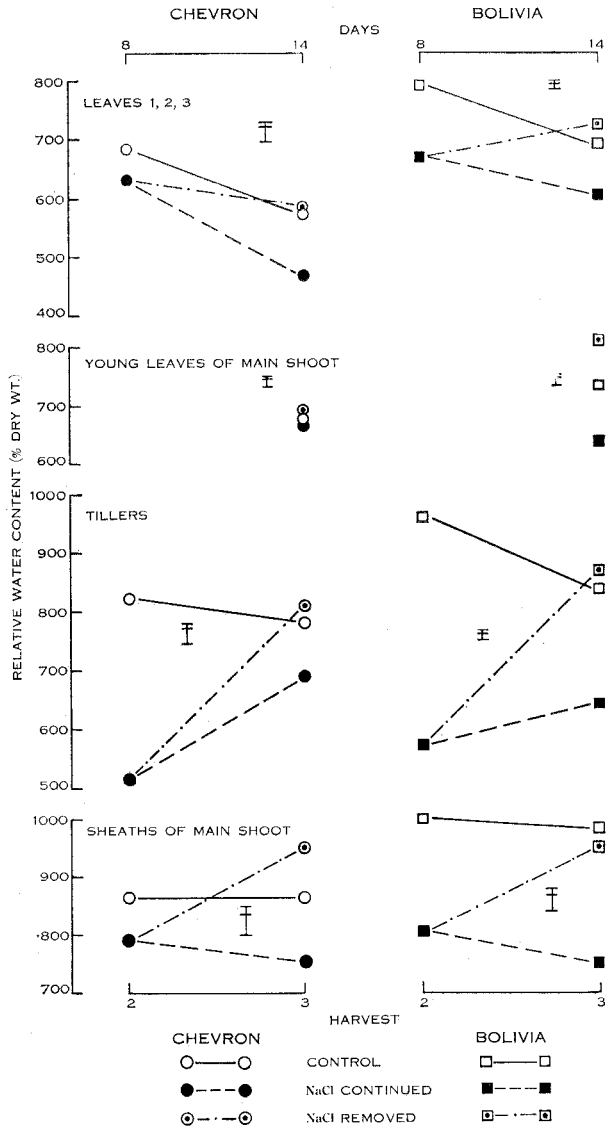 CHEVRON BOLIVIA
DAYS
8 14 8 14
800
LEAVES 1, 2, 3
700
600
500
400
800
YOUNG LEAVES OF MAIN SHOOT
700
600
RELATIVE WATER CONTENT (% DRY WT.)
1000
TILLERS
900
800
700
600
500
1000
SHEATHS OF MAIN SHOOT
900
800
700
2 3 2 3
HARVEST
CHEVRON BOLIVIA
CONTROL
NaCl CONTINUED
NaCl REMOVED